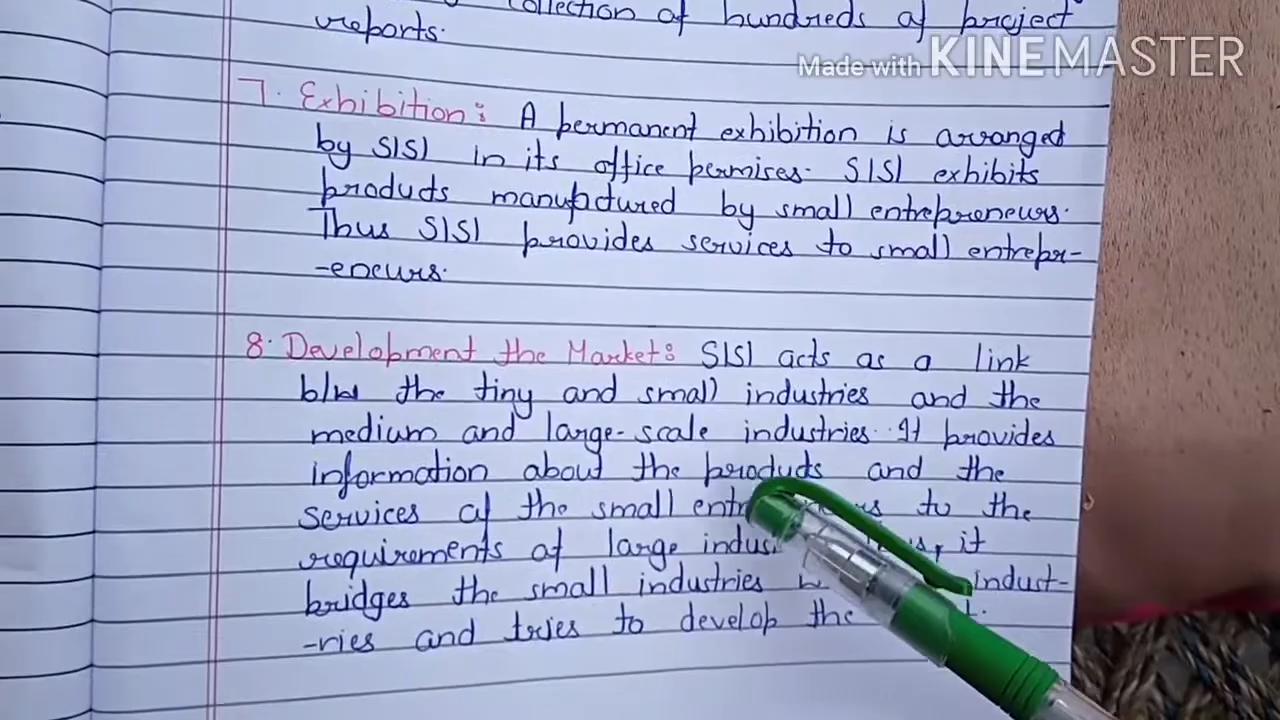 collection of hundreds of project
reports.
Made with KINEMASTER
7. Exhibition: A permanent exhibition is arranged
by SISI in its office permises. SISI exhibits
products manufactured by small entrepreneurs.
Thus SISI provides services to small entrepr-
-eneurs.
8. Development the Market: SISI acts as a link
b/w the tiny and small industries and the
medium and large-scale industries. It provides
information about the products and the
services of the small to the
requirements of large it
bridges the small industries indust-
-ries and tries to develop the